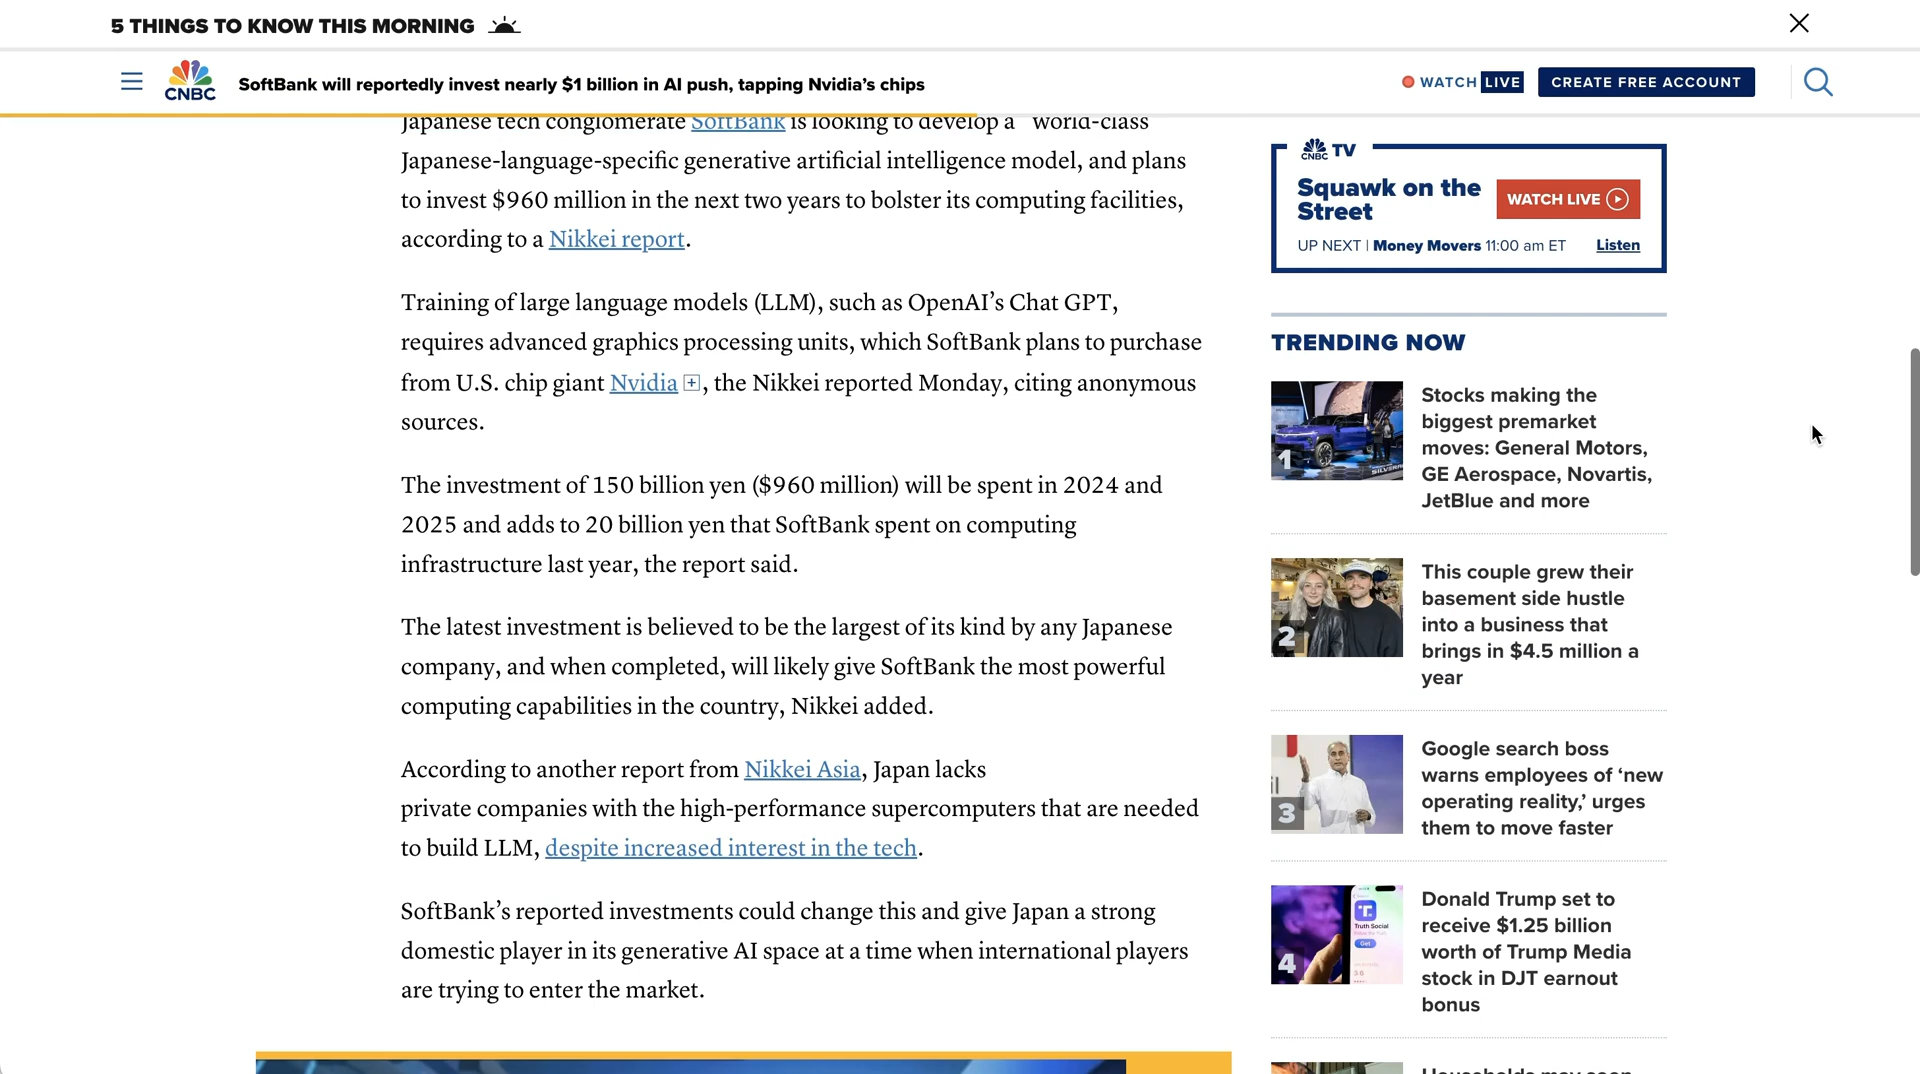 5 THINGS TO KNOW THIS MORNING
CNBC
SoftBank will reportedly invest nearly $1 billion in AI push, tapping Nvidia’s chips
WATCH LIVE
CREATE FREE ACCOUNT
Japanese tech conglomerate SoftBank is looking to develop a “world-class
Japanese-language-specific generative artificial intelligence model, and plans
to invest $960 million in the next two years to bolster its computing facilities,
according to a Nikkei report.
Training of large language models (LLM), such as OpenAI’s Chat GPT,
requires advanced graphics processing units, which SoftBank plans to purchase
from U.S. chip giant Nvidia +, the Nikkei reported Monday, citing anonymous
sources.
The investment of 150 billion yen ($960 million) will be spent in 2024 and
2025 and adds to 20 billion yen that SoftBank spent on computing
infrastructure last year, the report said.
The latest investment is believed to be the largest of its kind by any Japanese
company, and when completed, will likely give SoftBank the most powerful
computing capabilities in the country, Nikkei added.
According to another report from Nikkei Asia, Japan lacks
private companies with the high-performance supercomputers that are needed
to build LLM, despite increased interest in the tech.
SoftBank’s reported investments could change this and give Japan a strong
domestic player in its generative AI space at a time when international players
are trying to enter the market.
CNBC TV
Squawk on the
Street
WATCH LIVE
UP NEXT | Money Movers 11:00 am ET
Listen
TRENDING NOW
1
SILVERA
Stocks making the
biggest premarket
moves: General Motors,
GE Aerospace, Novartis,
JetBlue and more
2
This couple grew their
basement side hustle
into a business that
brings in $4.5 million a
year
3
Google search boss
warns employees of ‘new
operating reality,’ urges
them to move faster
4
Truth Social
Get
Donald Trump set to
receive $1.25 billion
worth of Trump Media
stock in DJT earnout
bonus
Households may soon